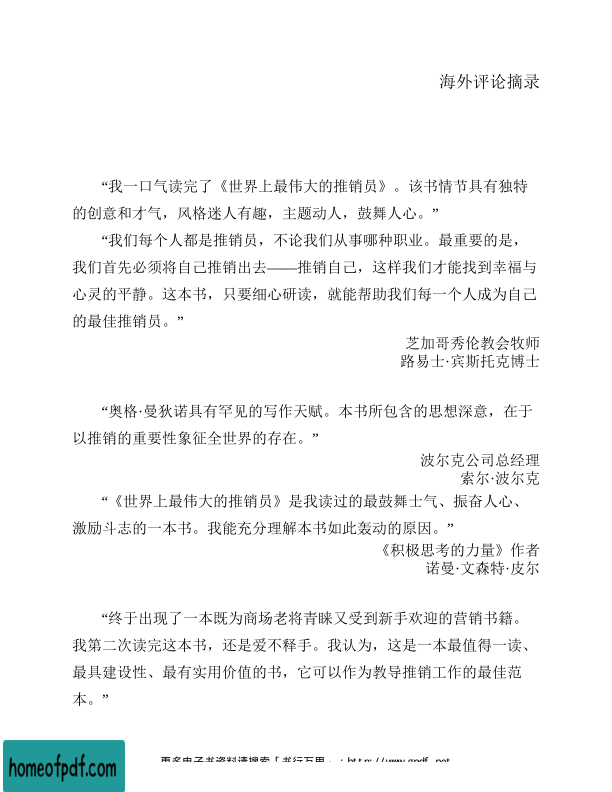 海外评论摘录
“我一口气读完了《世界上最伟大的推销员》。该书情节具有独特
的创意和才气，风格迷人有趣，主题动人，鼓舞人心。”
“我们每个人都是推销员，不论我们从事哪种职业。最重要的是，
我们首先必须将自己推销出去——推销自己，这样我们才能找到幸福与
心灵的平静。这本书，只要细心研读，就能帮助我们每一个人成为自己
的最佳推销员。”
芝加哥秀伦教会牧师
路易士·宾斯托克博士
“奥格·曼狄诺具有罕见的写作天赋。本书所包含的思想深意，在于
以推销的重要性象征全世界的存在。”
波尔克公司总经理
索尔·波尔克
“《世界上最伟大的推销员》是我读过的最鼓舞士气、振奋人心、
激励斗志的一本书。我能充分理解本书如此轰动的原因。”
《积极思考的力量》作者
诺曼·文森特·皮尔
“终于出现了一本既为商场老将青睐又受到新手欢迎的营销书籍。
我第二次读完这本书，还是爱不释手。我认为，这是一本最值得一读、
最具建设性、最有实用价值的书，它可以作为教导推销工作的最佳范
本。”
更多电子书资料请搜索「书行万里」：http://www.gpdf.net
homeofpdf.com